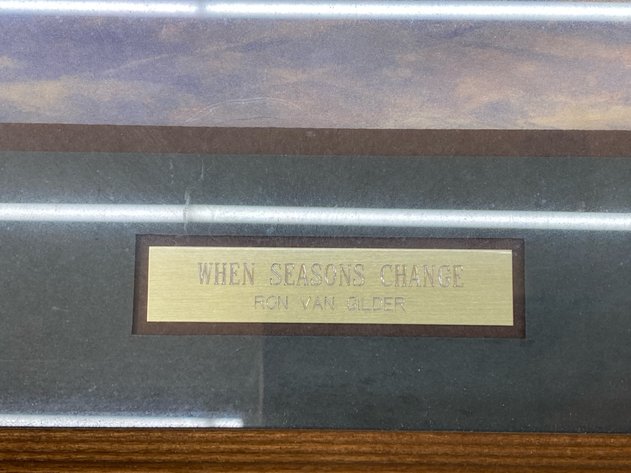 WHEN SEASONS CHANGE
RON VAN GILDER